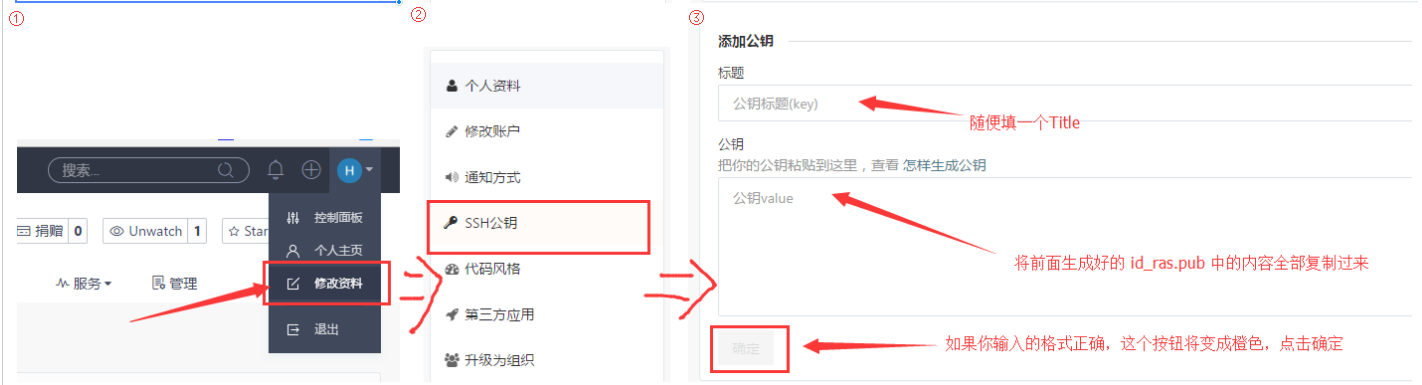 ①
搜索...
H
捐赠 0
Unwatch 1
Star
服务
管理
控制面板
个人主页
修改资料
退出
②
个人资料
修改账户
通知方式
SSH公钥
代码风格
第三方应用
升级为组织
③
添加公钥
标题
公钥标题(key)
随便填一个Title
公钥
把你的公钥粘贴到这里，查看 怎样生成公钥
公钥value
将前面生成好的 id_ras.pub 中的内容全部复制过来
确定
如果你输入的格式正确，这个按钮将变成橙色，点击确定